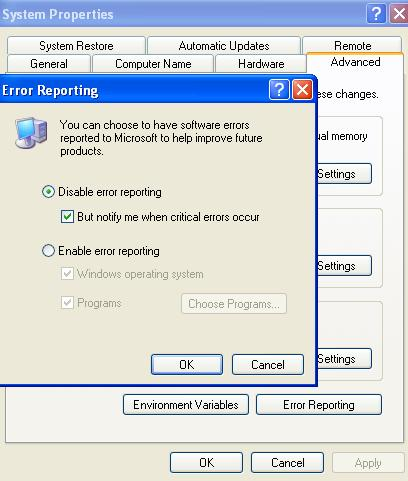 System Properties
System Restore Automatic Updates Remote
General Computer Name Hardware Advanced
Error Reporting
ese changes.
You can choose to have software errors
reported to Microsoft to help improve future
products.
ual memory
Settings
Disable error reporting
But notify me when critical errors occur
Enable error reporting
Settings
Windows operating system
Programs Choose Programs...
OK Cancel
Settings
Environment Variables Error Reporting
OK Cancel Apply